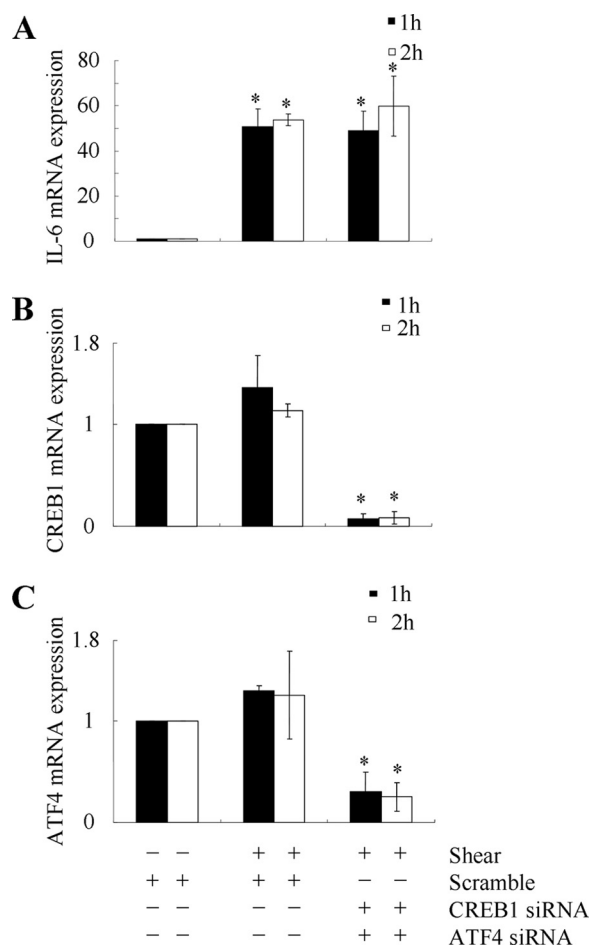 A
1h
2h
IL-6 mRNA expression
80
60
40
20
0
* * * *
B
1h
2h
CREB1 mRNA expression
1.8
1
0
* *
C
1h
2h
ATF4 mRNA expression
1.8
1
0
* *
− − + + + + Shear
+ + + + − − Scramble
− − − − + + CREB1 siRNA
− − − − + + ATF4 siRNA